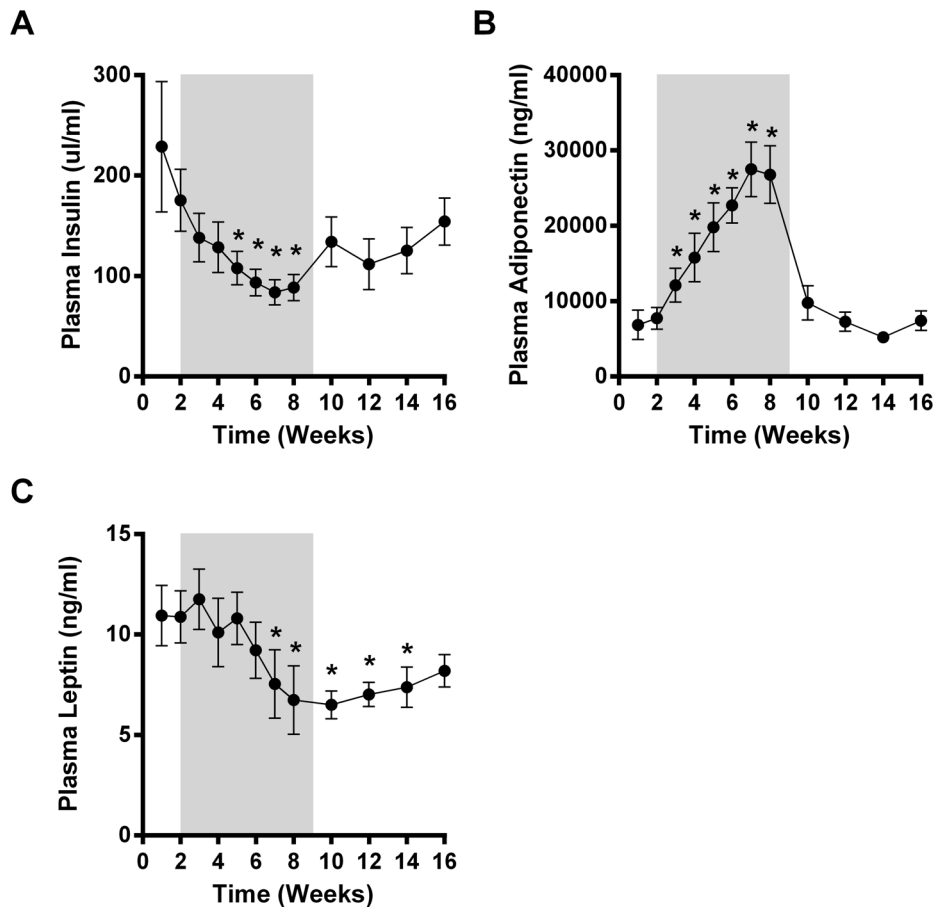 A
Plasma Insulin (ul/ml)
300
200
100
0
* * * *
0 2 4 6 8 10 12 14 16
Time (Weeks)
B
Plasma Adiponectin (ng/ml)
40000
30000
20000
10000
0
* * * * * *
0 2 4 6 8 10 12 14 16
Time (Weeks)
C
Plasma Leptin (ng/ml)
15
10
5
0
* * * * *
0 2 4 6 8 10 12 14 16
Time (Weeks)